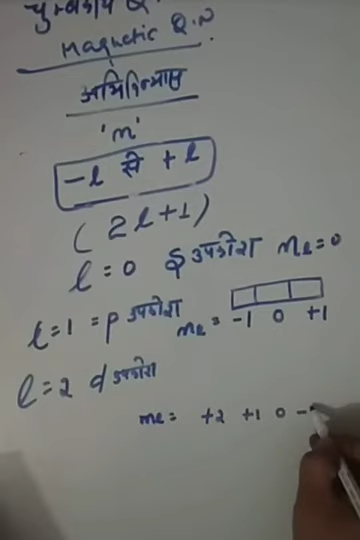 चुम्बकीय Q.
Magnetic Q.N.
अभिविन्यास
'm'
-l से +l
(2l+1)
l = 0 s उपकोश ml = 0
l = 1 = p उपकोश ml = -1 0 +1
l = 2 d उपकोश
ml = +2 +1 0 -